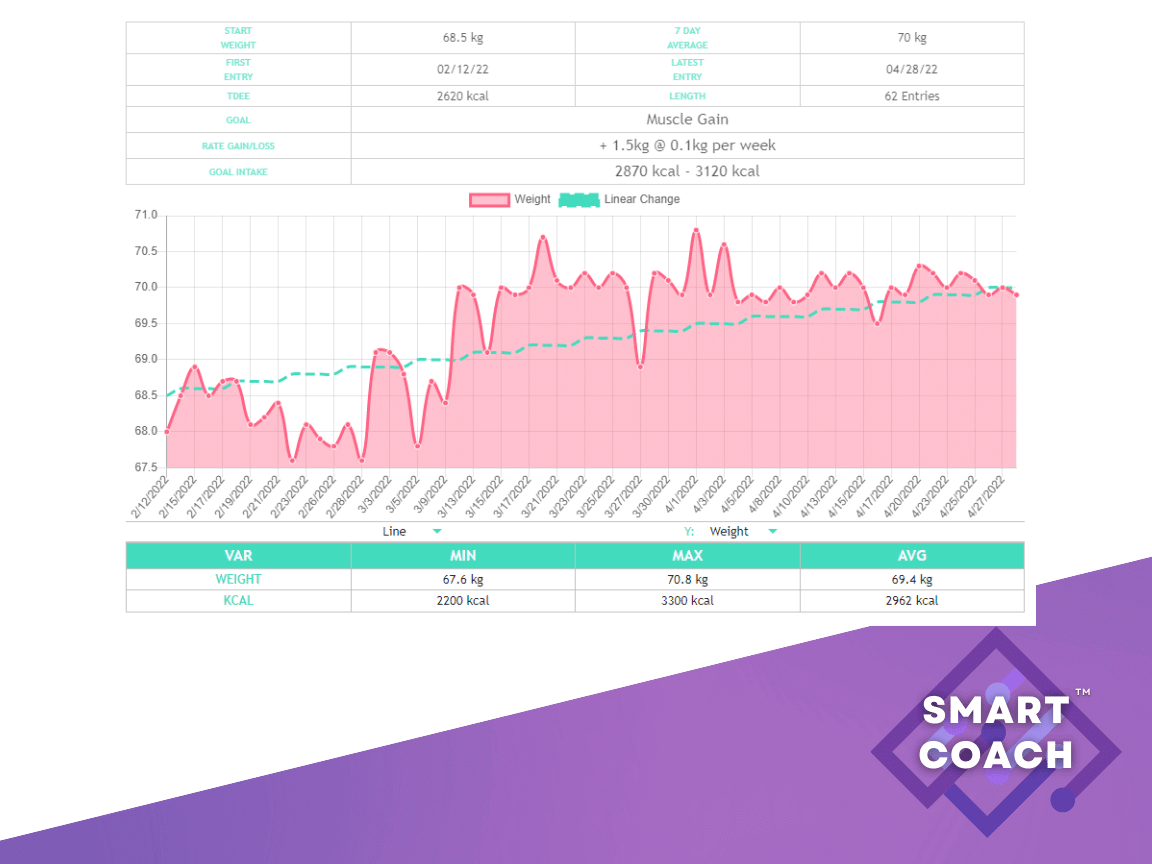 START WEIGHT 68.5 kg 7 DAY AVERAGE 70 kg
FIRST ENTRY 02/12/22 LATEST ENTRY 04/28/22
TDEE 2620 kcal LENGTH 62 Entries
GOAL Muscle Gain
RATE GAIN/LOSS + 1.5kg @ 0.1kg per week
GOAL INTAKE 2870 kcal - 3120 kcal
Weight Linear Change
71.0
70.5
70.0
69.5
69.0
68.5
68.0
67.5
2/12/2022 2/15/2022 2/17/2022 2/19/2022 2/21/2022 2/23/2022 2/26/2022 2/28/2022 3/3/2022 3/5/2022 3/9/2022 3/13/2022 3/15/2022 3/17/2022 3/21/2022 3/23/2022 3/25/2022 3/27/2022 3/30/2022 4/1/2022 4/3/2022 4/5/2022 4/8/2022 4/10/2022 4/13/2022 4/15/2022 4/17/2022 4/20/2022 4/23/2022 4/25/2022 4/27/2022
Line Y: Weight
VAR MIN MAX AVG
WEIGHT 67.6 kg 70.8 kg 69.4 kg
KCAL 2200 kcal 3300 kcal 2962 kcal
SMART™
COACH